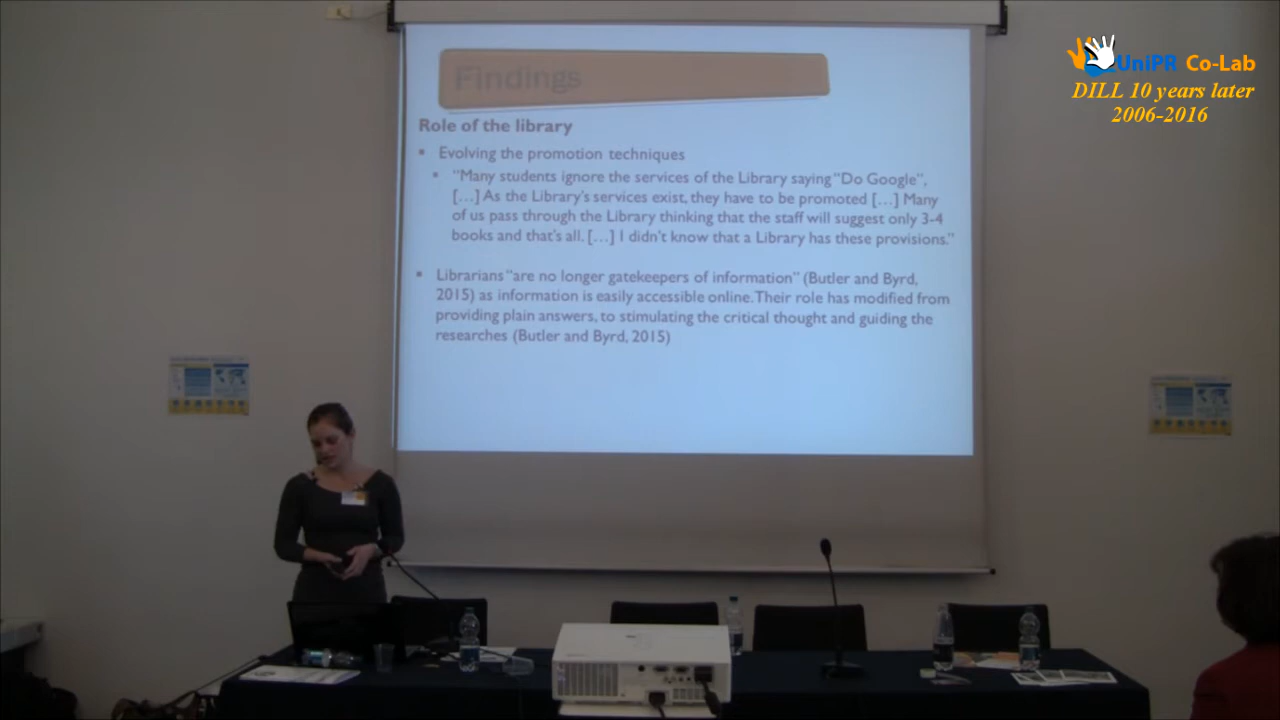 Findings
UniPR Co-Lab
DILL 10 years later
2006-2016
Role of the library
Evolving the promotion techniques
“Many students ignore the services of the Library saying “Do Google”,
[…] As the Library’s services exist, they have to be promoted […] Many
of us pass through the Library thinking that the staff will suggest only 3-4
books and that’s all. […] I didn’t know that a Library has these provisions.”
Librarians “are no longer gatekeepers of information” (Butler and Byrd,
2015) as information is easily accessible online. Their role has modified from
providing plain answers, to stimulating the critical thought and guiding the
researches (Butler and Byrd, 2015)